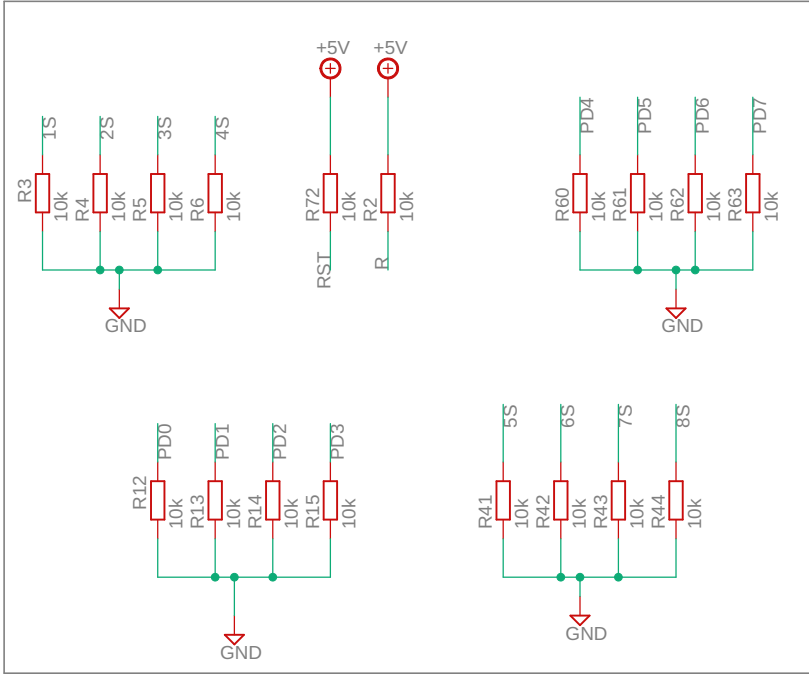 +5V +5V
1S 2S 3S 4S
PD4 PD5 PD6 PD7
R3 10k R4 10k R5 10k R6 10k
R72 10k R2 10k
R60 10k R61 10k R62 10k R63 10k
RST R
GND
GND
PD0 PD1 PD2 PD3
5S 6S 7S 8S
R12 10k R13 10k R14 10k R15 10k
R41 10k R42 10k R43 10k R44 10k
GND
GND